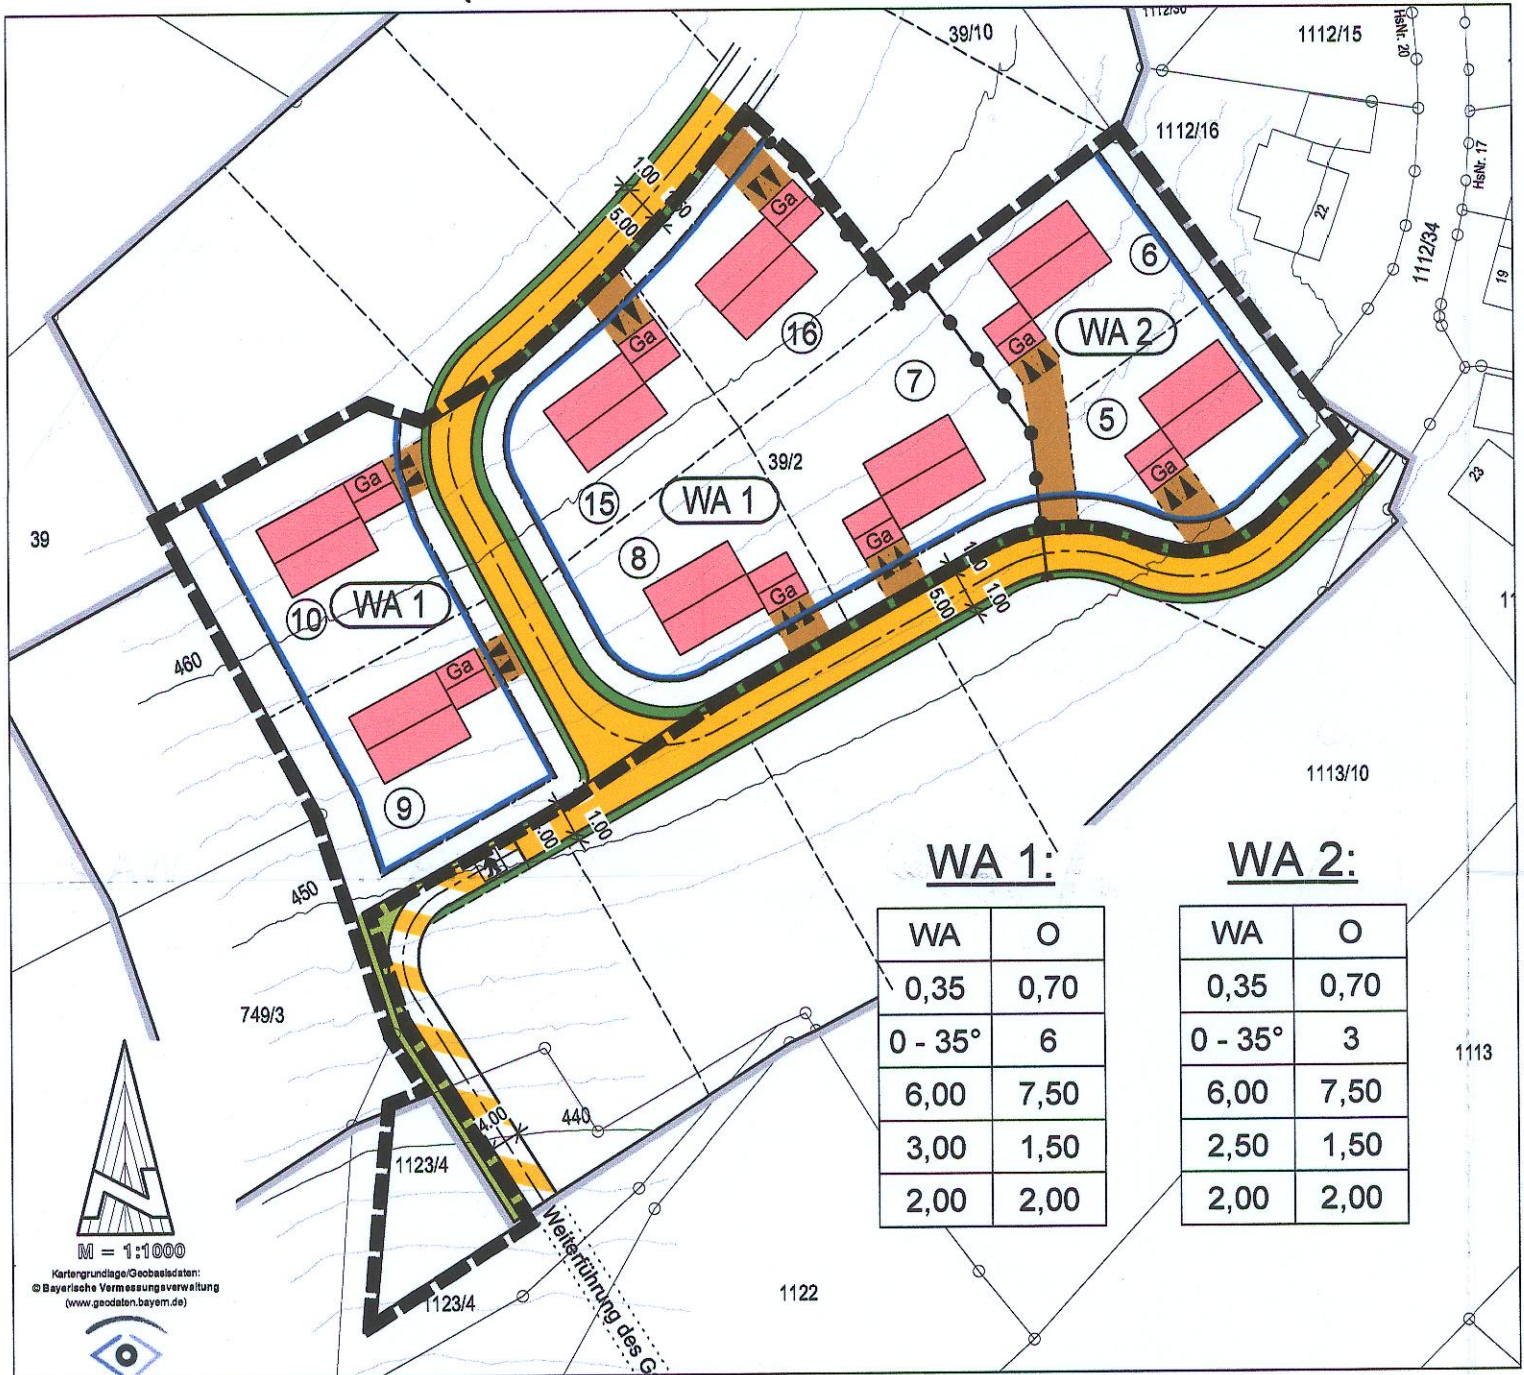 1112/30
39/10
1112/15
HsNr. 20
1112/16
HsNr. 17
22
1112/34
19
1.00
5.00
Ga
16
6
Ga
WA 2
Ga
7
5
39/2
Ga
23
Ga
15
WA 1
39
8
Ga
Ga
10
WA 1
5.00
1.00
460
Ga
9
1113/10
1.00
450
749/3
1113
4.00
440
1123/4
1123/4
1122
Weiterführung des G
WA 1:
WA O
0,35 0,70
0 - 35° 6
6,00 7,50
3,00 1,50
2,00 2,00
WA 2:
WA O
0,35 0,70
0 - 35° 3
6,00 7,50
2,50 1,50
2,00 2,00
M = 1:1000
Kartengrundlage/Geobasisdaten:
© Bayerische Vermessungsverwaltung
(www.geodaten.bayern.de)